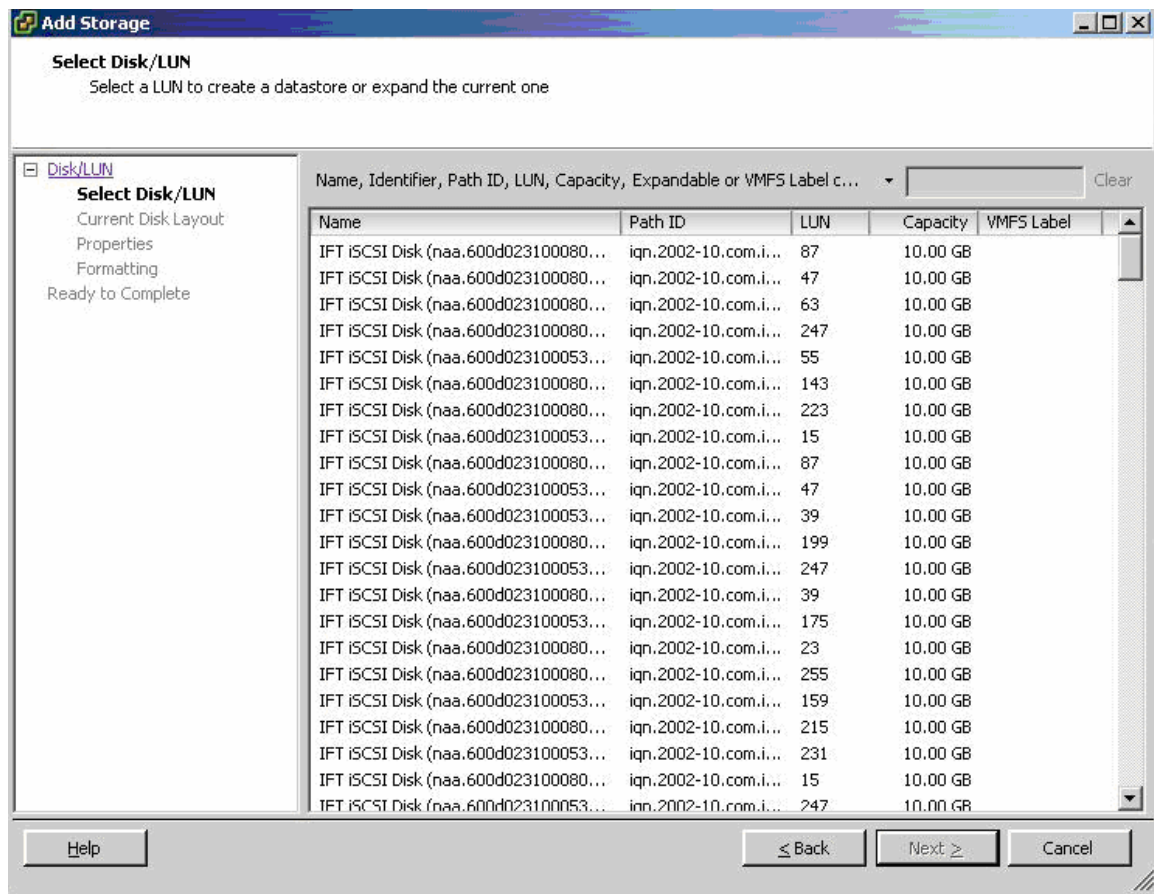 Add Storage
Select Disk/LUN
Select a LUN to create a datastore or expand the current one
Disk/LUN
Select Disk/LUN
Current Disk Layout
Properties
Formatting
Ready to Complete
Name, Identifier, Path ID, LUN, Capacity, Expandable or VMFS Label c... Clear
Name Path ID LUN Capacity VMFS Label
IFT iSCSI Disk (naa.600d023100080... iqn.2002-10.com.i... 87 10.00 GB
IFT iSCSI Disk (naa.600d023100080... iqn.2002-10.com.i... 47 10.00 GB
IFT iSCSI Disk (naa.600d023100080... iqn.2002-10.com.i... 63 10.00 GB
IFT iSCSI Disk (naa.600d023100080... iqn.2002-10.com.i... 247 10.00 GB
IFT iSCSI Disk (naa.600d023100053... iqn.2002-10.com.i... 55 10.00 GB
IFT iSCSI Disk (naa.600d023100080... iqn.2002-10.com.i... 143 10.00 GB
IFT iSCSI Disk (naa.600d023100080... iqn.2002-10.com.i... 223 10.00 GB
IFT iSCSI Disk (naa.600d023100053... iqn.2002-10.com.i... 15 10.00 GB
IFT iSCSI Disk (naa.600d023100080... iqn.2002-10.com.i... 87 10.00 GB
IFT iSCSI Disk (naa.600d023100053... iqn.2002-10.com.i... 47 10.00 GB
IFT iSCSI Disk (naa.600d023100053... iqn.2002-10.com.i... 39 10.00 GB
IFT iSCSI Disk (naa.600d023100080... iqn.2002-10.com.i... 199 10.00 GB
IFT iSCSI Disk (naa.600d023100053... iqn.2002-10.com.i... 247 10.00 GB
IFT iSCSI Disk (naa.600d023100080... iqn.2002-10.com.i... 39 10.00 GB
IFT iSCSI Disk (naa.600d023100053... iqn.2002-10.com.i... 175 10.00 GB
IFT iSCSI Disk (naa.600d023100080... iqn.2002-10.com.i... 23 10.00 GB
IFT iSCSI Disk (naa.600d023100080... iqn.2002-10.com.i... 255 10.00 GB
IFT iSCSI Disk (naa.600d023100053... iqn.2002-10.com.i... 159 10.00 GB
IFT iSCSI Disk (naa.600d023100080... iqn.2002-10.com.i... 215 10.00 GB
IFT iSCSI Disk (naa.600d023100053... iqn.2002-10.com.i... 231 10.00 GB
IFT iSCSI Disk (naa.600d023100080... iqn.2002-10.com.i... 15 10.00 GB
IFT iSCSI Disk (naa.600d023100053... iqn.2002-10.com.i... 247 10.00 GB
Help ≤ Back Next ≥ Cancel